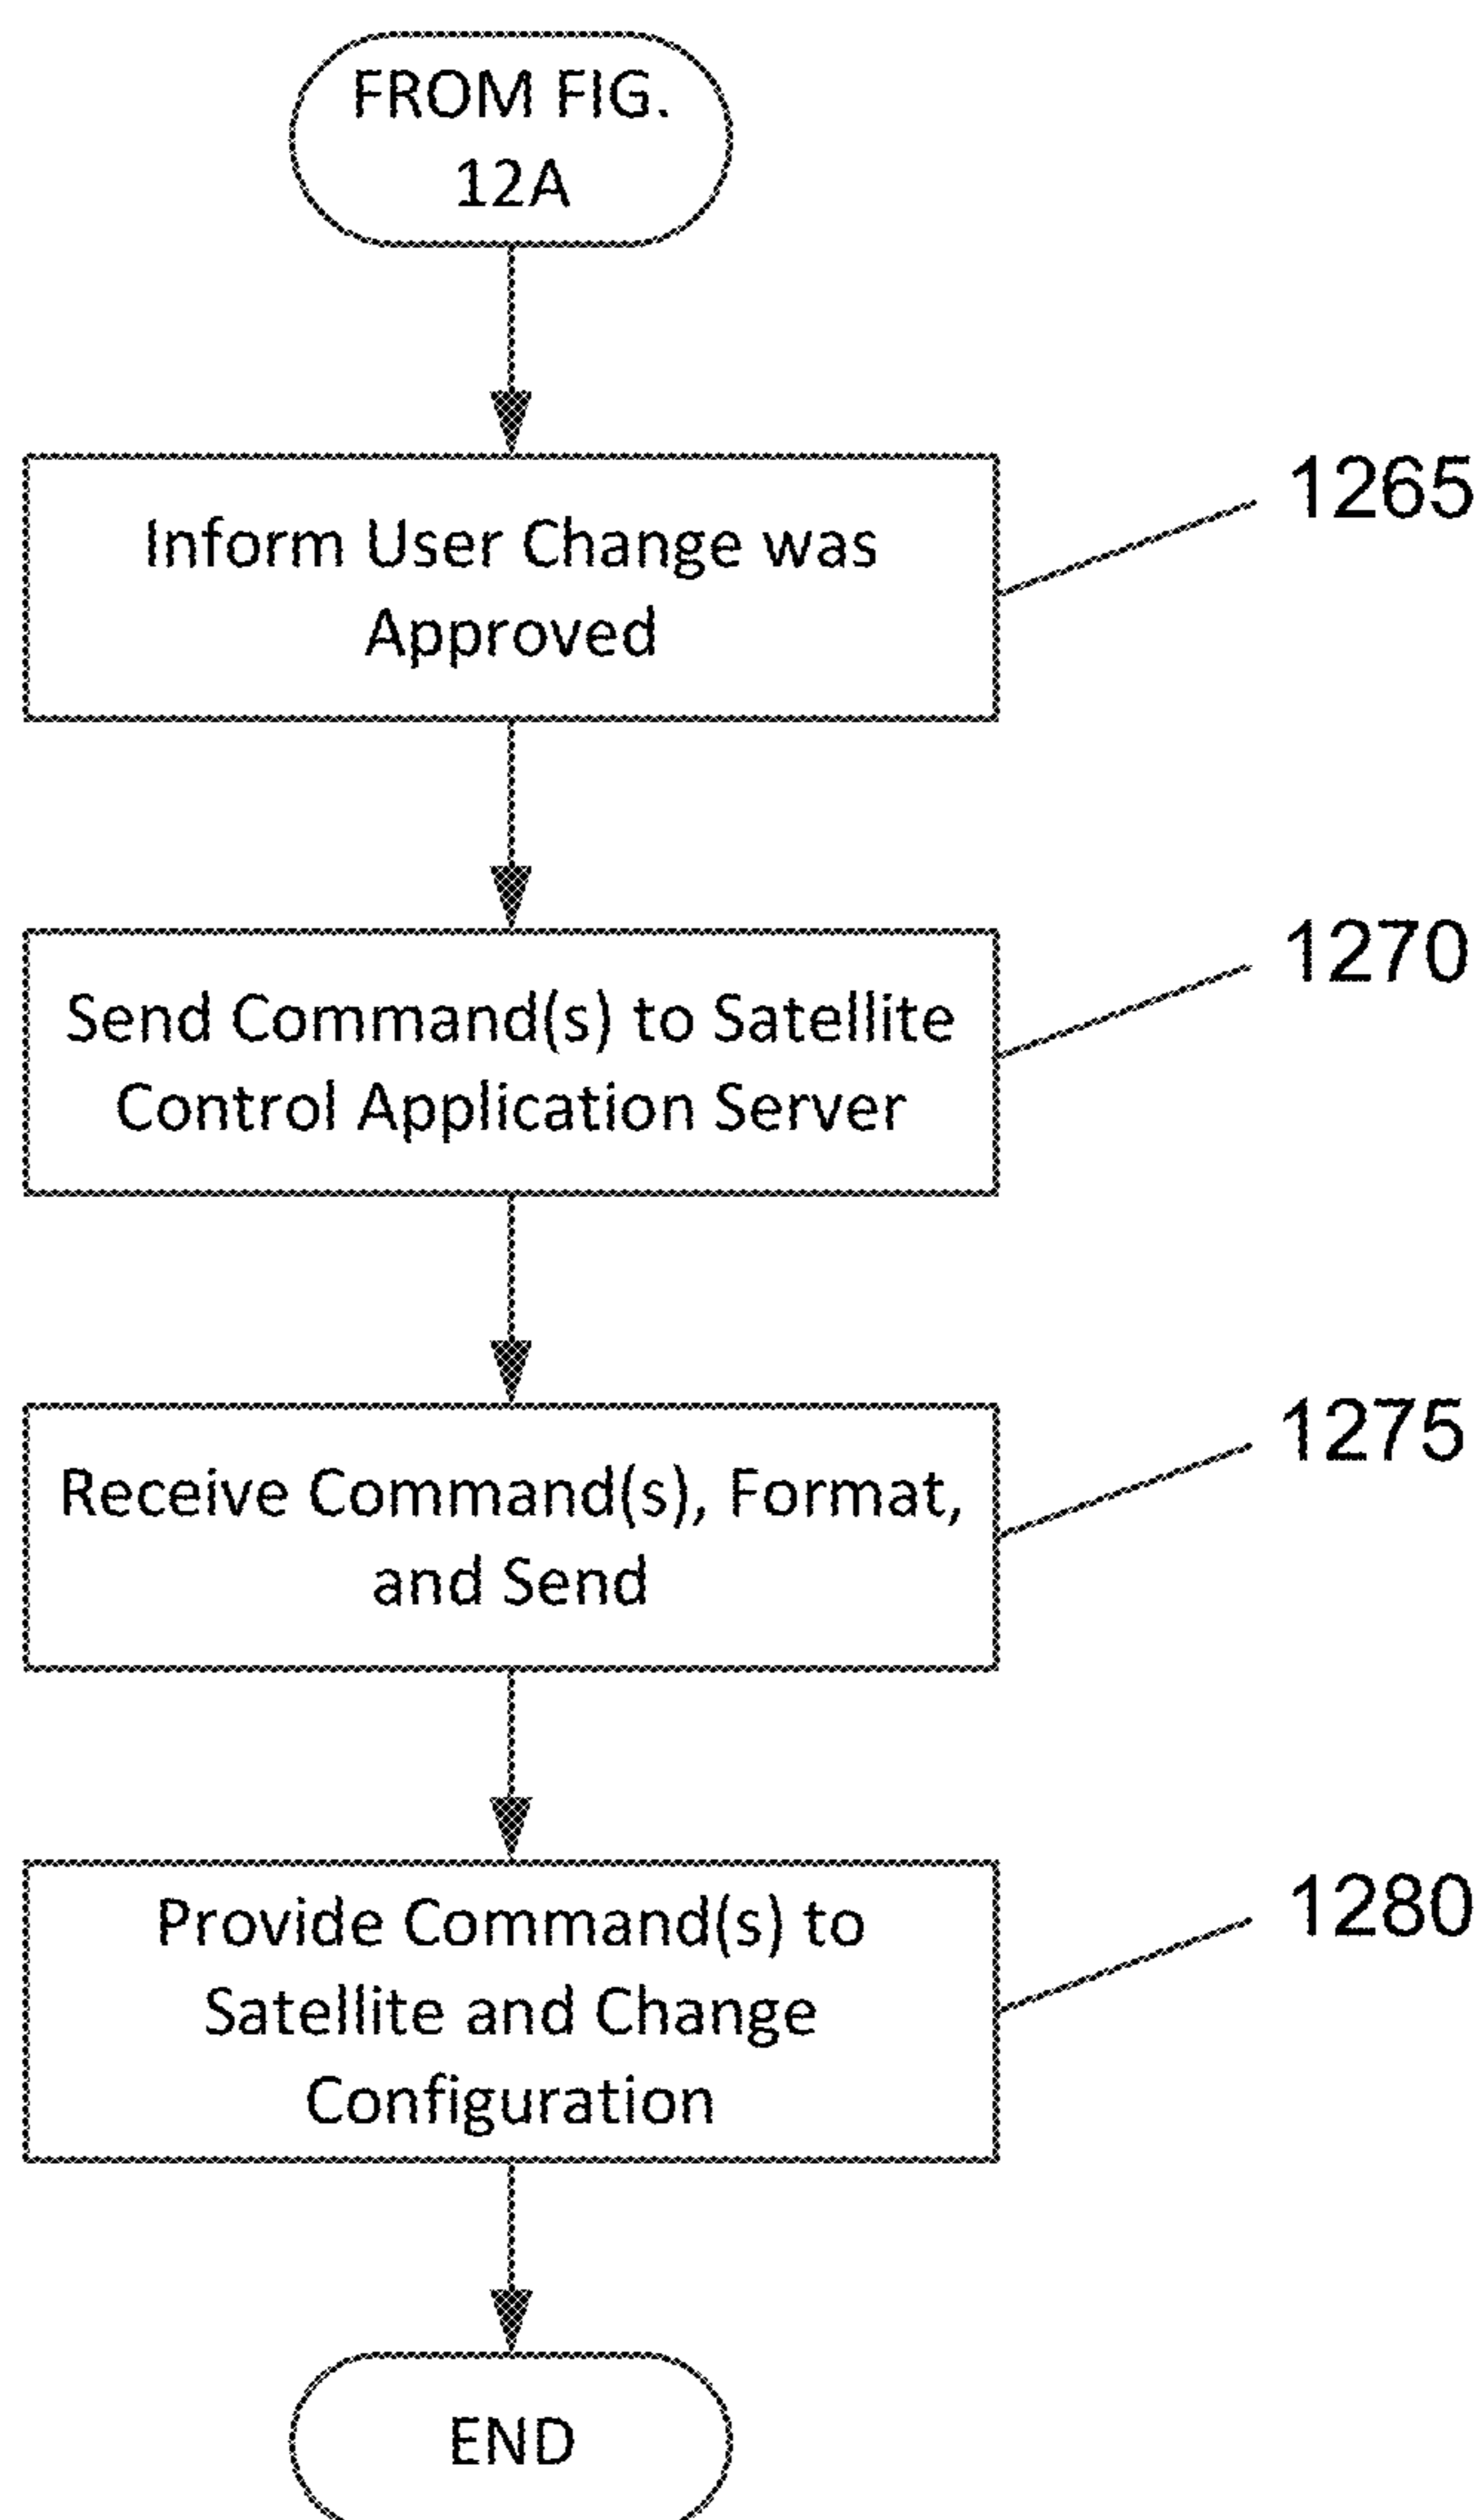 FROM FIG.
12A
Inform User Change was
Approved
1265
Send Command(s) to Satellite
Control Application Server
1270
Receive Command(s), Format,
and Send
1275
Provide Command(s) to
Satellite and Change
Configuration
1280
END